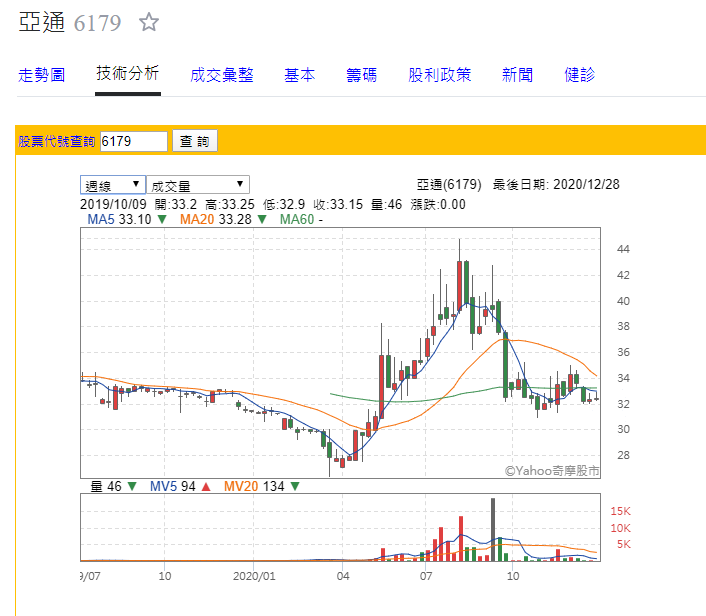 亞通 6179 ☆
走勢圖 技術分析 成交彙整 基本 籌碼 股利政策 新聞 健診
股票代號查詢 6179 查 詢
週線 ▼ 成交量 ▼ 亞通(6179) 最後日期: 2020/12/28
2019/10/09 開:33.2 高:33.25 低:32.9 收:33.15 量:46 漲跌:0.00
MA5 33.10 ▼ MA20 33.28 ▼ MA60 -
44
42
40
38
36
34
32
30
28
©Yahoo奇摩股市
量 46 ▼ MV5 94 ▲ MV20 134 ▼
15K
10K
5K
9/07 10 2020/01 04 07 10